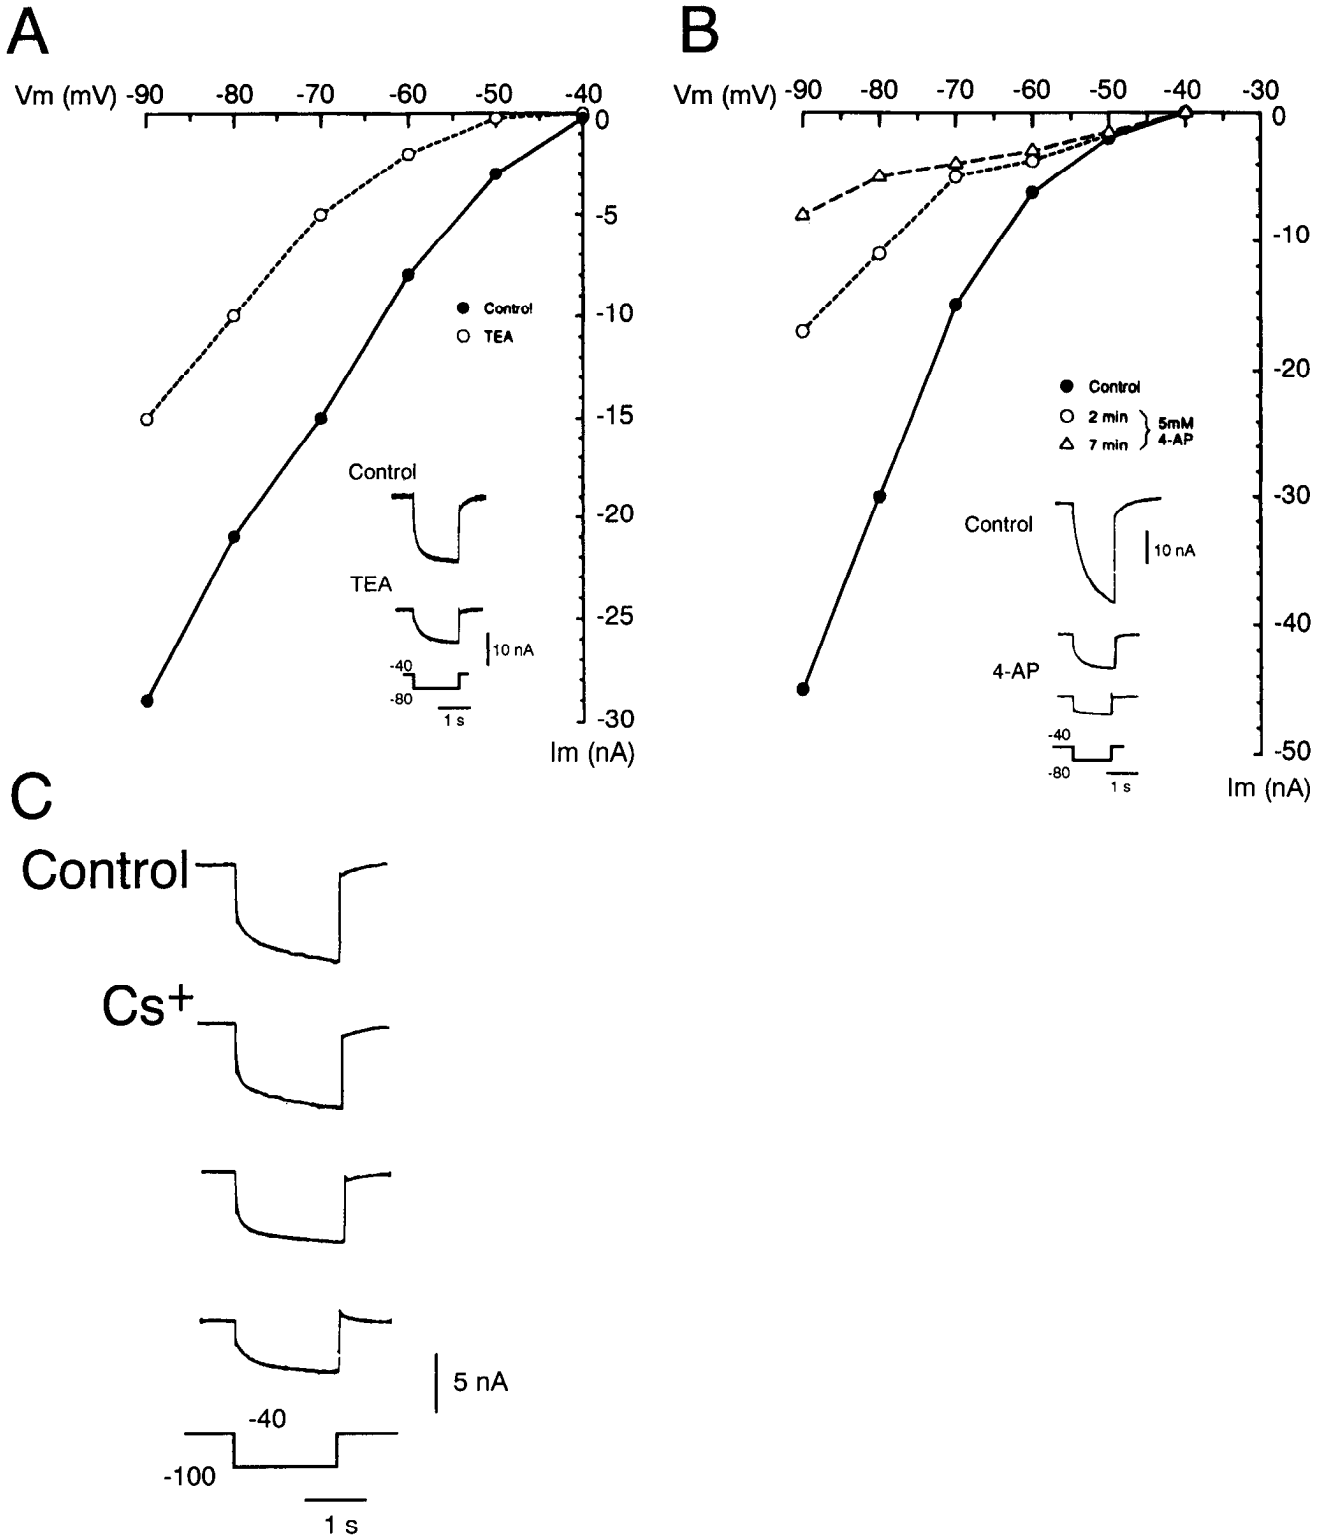 A
Vm (mV) -90 -80 -70 -60 -50 -40
0
-5
-10
-15
-20
-25
-30
Im (nA)
Control
TEA
Control
TEA
10 nA
-40
-80
1 s
B
Vm (mV) -90 -80 -70 -60 -50 -40 -30
0
-10
-20
-30
-40
-50
Im (nA)
Control
2 min
7 min
5mM
4-AP
Control
10 nA
4-AP
-40
-80
1 s
C
Control
Cs+
5 nA
-40
-100
1 s